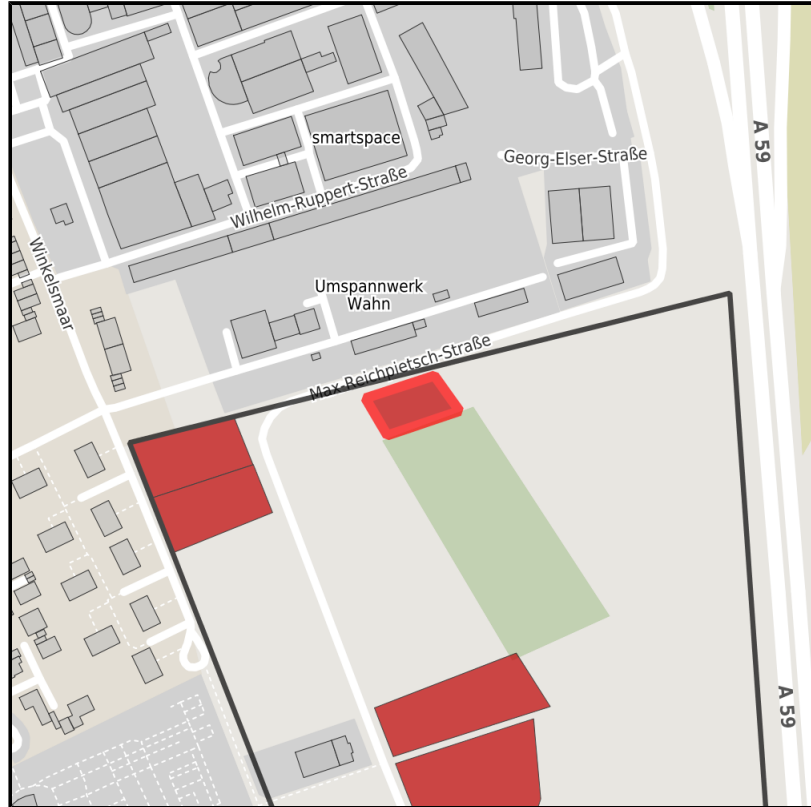 A 59
smartspace
Georg-Elser-Straße
Wilhelm-Ruppert-Straße
Winkelsmaar
Umspannwerk
Wahn
Max-Reichpietsch-Straße
A 59